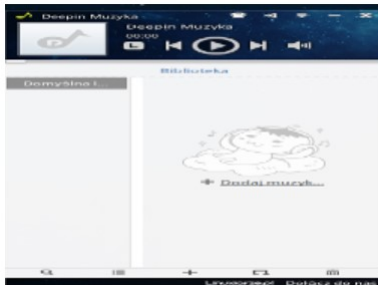 Deepin Muzyka
Deepin Muzyka
00:00
L
Biblioteka
Domyślna l...
+ Dodaj muzyk...
Dołącz do nas